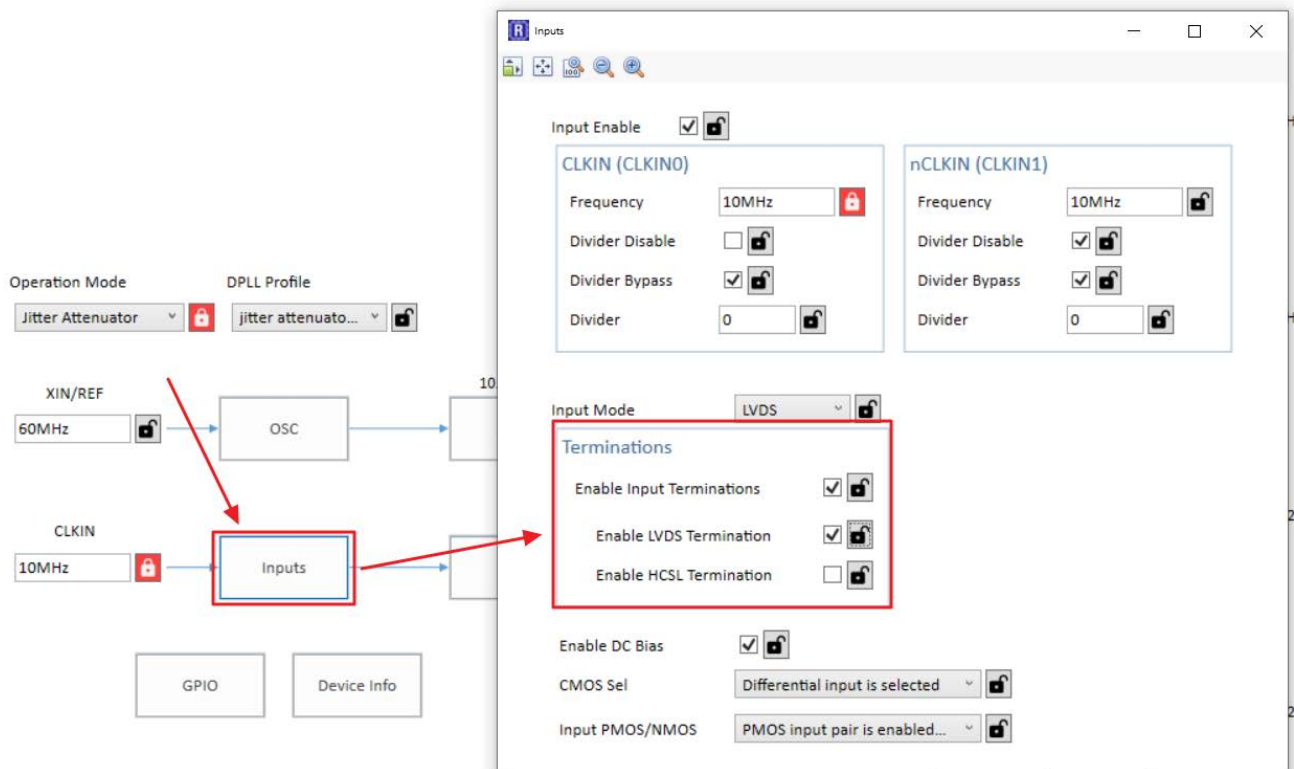 Inputs
Input Enable
CLKIN (CLKIN0)
Frequency 10MHz
Divider Disable
Divider Bypass
Divider 0
nCLKIN (CLKIN1)
Frequency 10MHz
Divider Disable
Divider Bypass
Divider 0
Operation Mode DPLL Profile
Jitter Attenuator jitter attenuato...
XIN/REF
60MHz
OSC
10
CLKIN
10MHz
Inputs
GPIO Device Info
Input Mode LVDS
Terminations
Enable Input Terminations
Enable LVDS Termination
Enable HCSL Termination
Enable DC Bias
CMOS Sel Differential input is selected
Input PMOS/NMOS PMOS input pair is enabled...